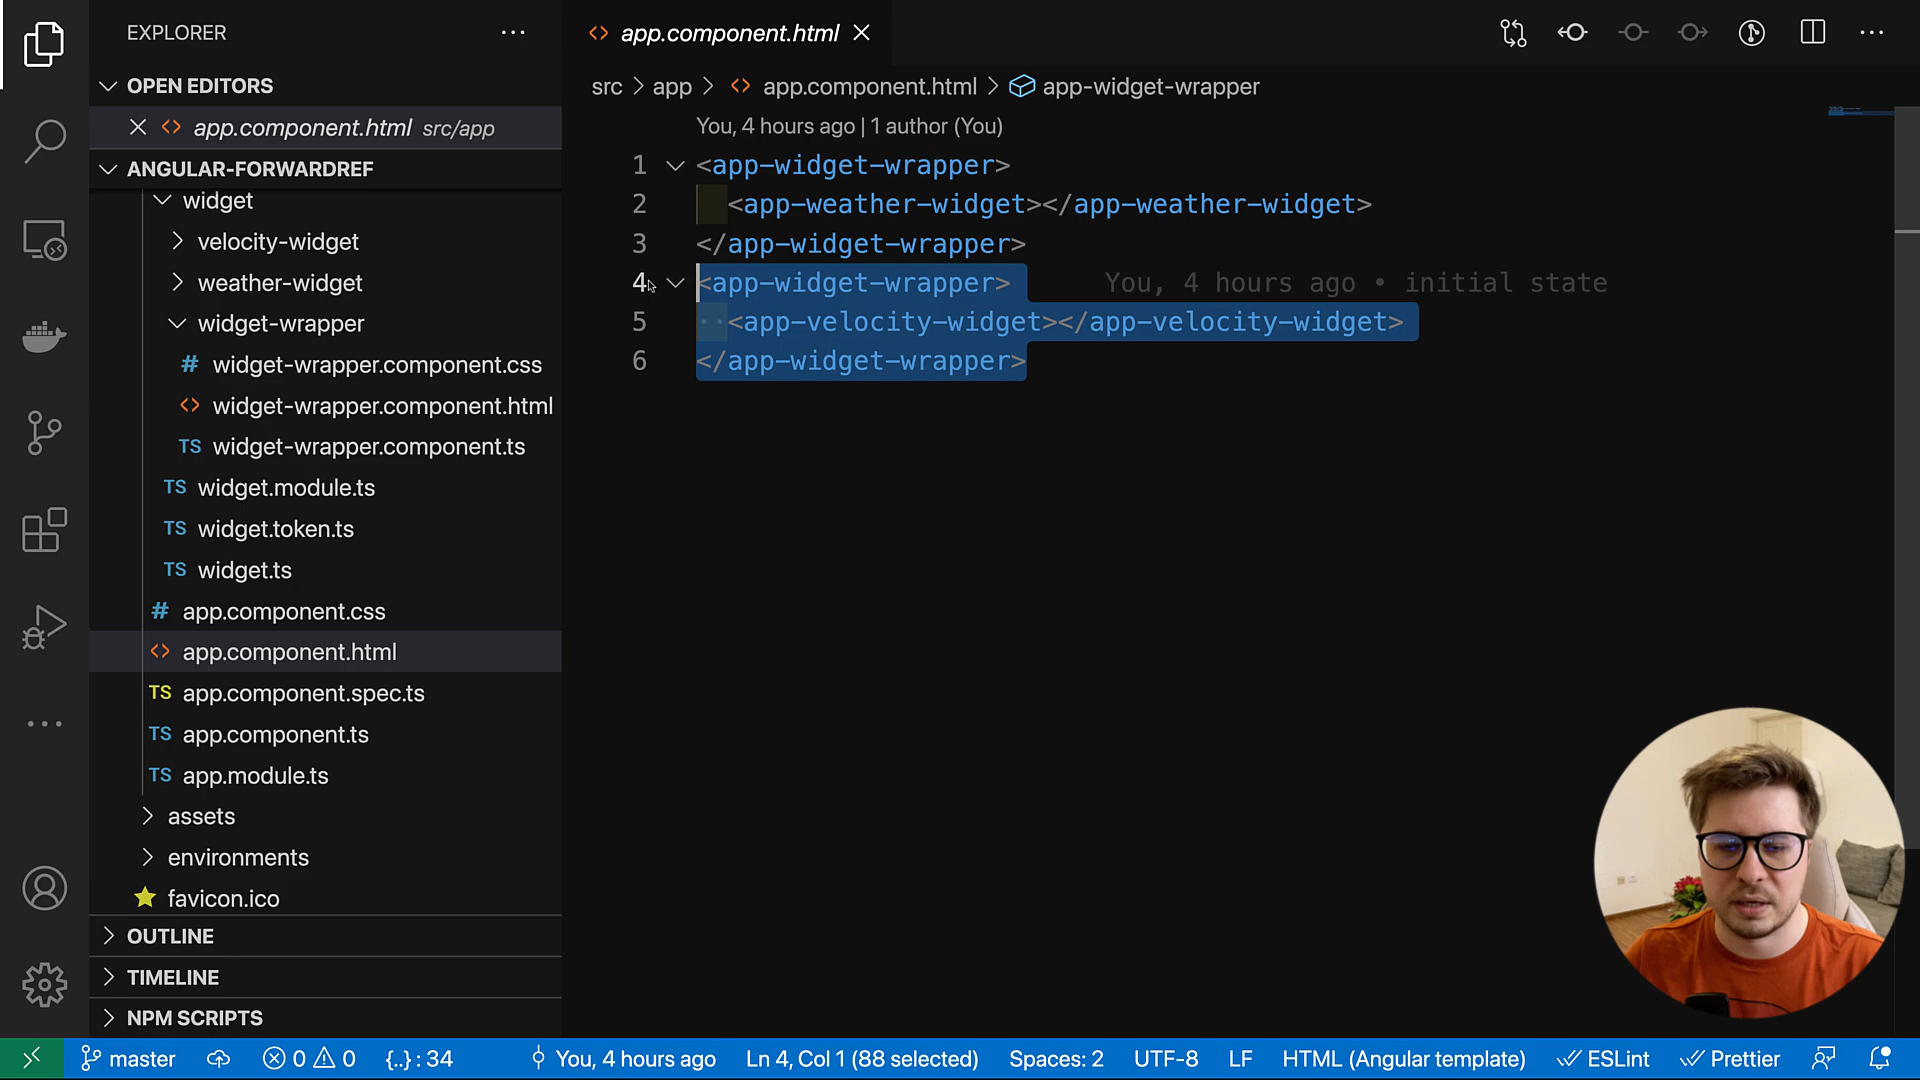 EXPLORER
OPEN EDITORS
app.component.html src/app
ANGULAR-FORWARDREF
widget
velocity-widget
weather-widget
widget-wrapper
# widget-wrapper.component.css
<> widget-wrapper.component.html
TS widget-wrapper.component.ts
TS widget.module.ts
TS widget.token.ts
TS widget.ts
# app.component.css
<> app.component.html
TS app.component.spec.ts
TS app.component.ts
TS app.module.ts
assets
environments
favicon.ico
OUTLINE
TIMELINE
NPM SCRIPTS
<> app.component.html
src > app > <> app.component.html > app-widget-wrapper
You, 4 hours ago | 1 author (You)
1 <app-widget-wrapper>
2 <app-weather-widget></app-weather-widget>
3 </app-widget-wrapper>
4 <app-widget-wrapper> You, 4 hours ago • initial state
5 <app-velocity-widget></app-velocity-widget>
6 </app-widget-wrapper>
master 0 0 {..} : 34 You, 4 hours ago Ln 4, Col 1 (88 selected) Spaces: 2 UTF-8 LF HTML (Angular template) ESLint Prettier